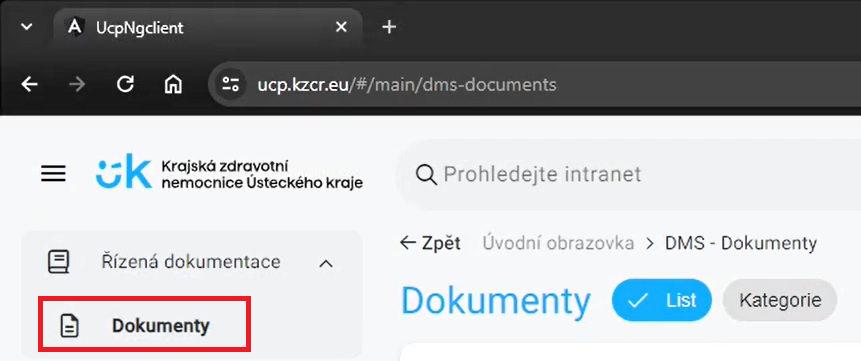 UcpNgclient
ucp.kzcr.eu/#/main/dms-documents
Krajská zdravotní
nemocnice Ústeckého kraje
Prohledejte intranet
Zpět Úvodní obrazovka > DMS - Dokumenty
Řízená dokumentace
Dokumenty List Kategorie
Dokumenty